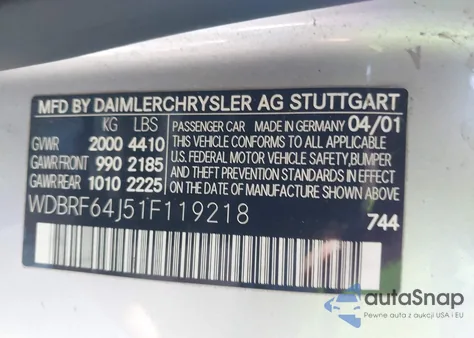 MFD BY DAIMLERCHRYSLER AG STUTTGART
KG LBS
GVWR 2000 4410
GAWR FRONT 990 2185
GAWR REAR 1010 2225
PASSENGER CAR MADE IN GERMANY 04/01
THIS VEHICLE CONFORMS TO ALL APPLICABLE
U.S. FEDERAL MOTOR VEHICLE SAFETY, BUMPER
AND THEFT PREVENTION STANDARDS IN EFFECT
ON THE DATE OF MANUFACTURE SHOWN ABOVE.
WDBRF64J51F119218
744
autoSnap
Pewne auta z aukcji USA i EU